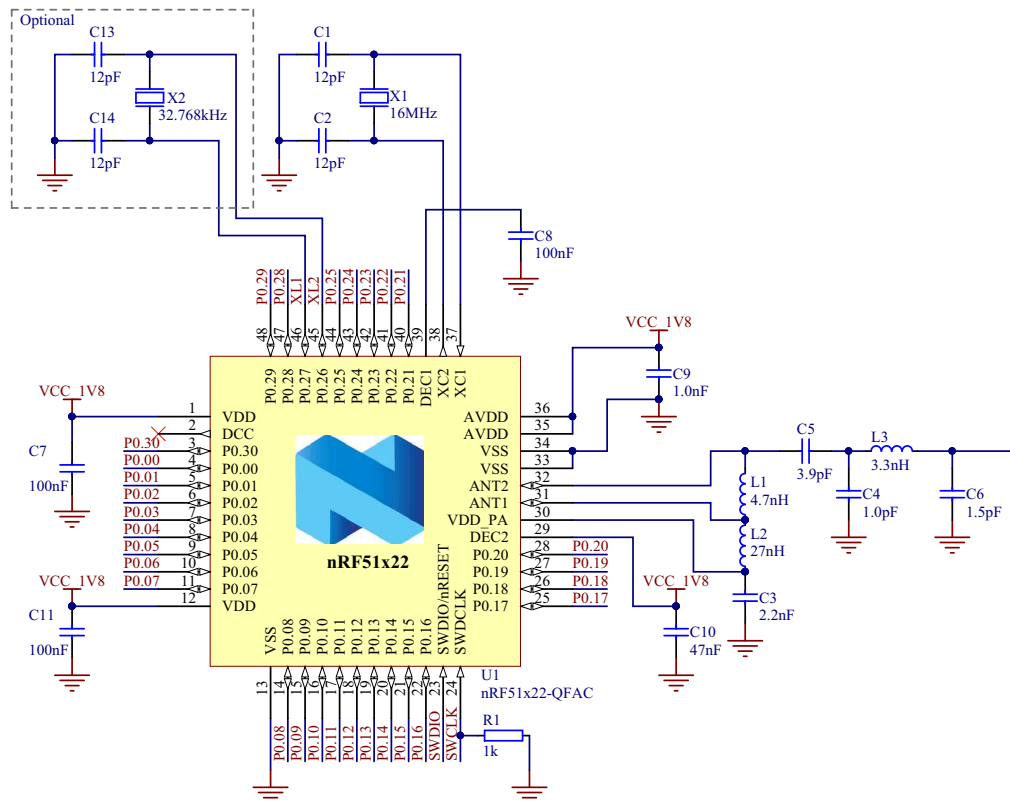 Optional
C13
12pF
X2
32.768kHz
C14
12pF
C1
12pF
X1
16MHz
C2
12pF
C8
100nF
P0.29
P0.28
XL1
XL2
P0.25
P0.24
P0.23
P0.22
P0.21
48
47
46
45
44
43
42
41
40
39
38
37
P0.29
P0.28
P0.27
P0.26
P0.25
P0.24
P0.23
P0.22
P0.21
DEC1
XC2
XC1
VCC_1V8
C7
100nF
VCC_1V8
C11
100nF
P0.30
P0.00
P0.01
P0.02
P0.03
P0.04
P0.05
P0.06
P0.07
1 VDD
2 DCC
3 P0.30
4 P0.00
5 P0.01
6 P0.02
7 P0.03
8 P0.04
9 P0.05
10 P0.06
11 P0.07
12 VDD
nRF51x22
AVDD 36
AVDD 35
VSS 34
VSS 33
ANT2 32
ANT1 31
VDD_PA 30
DEC2 29
P0.20 28 P0.20
P0.19 27 P0.19
P0.18 26 P0.18
P0.17 25 P0.17
VCC_1V8
C9
1.0nF
C5
3.9pF
L3
3.3nH
L1
4.7nH
L2
27nH
C4
1.0pF
C6
1.5pF
C3
2.2nF
VCC_1V8
C10
47nF
VSS
P0.08
P0.09
P0.10
P0.11
P0.12
P0.13
P0.14
P0.15
P0.16
SWDIO/nRESET
SWDCLK
13
14
15
16
17
18
19
20
21
22
23
24
P0.08
P0.09
P0.10
P0.11
P0.12
P0.13
P0.14
P0.15
P0.16
SWDIO
SWCLK
U1
nRF51x22-QFAC
R1
1k